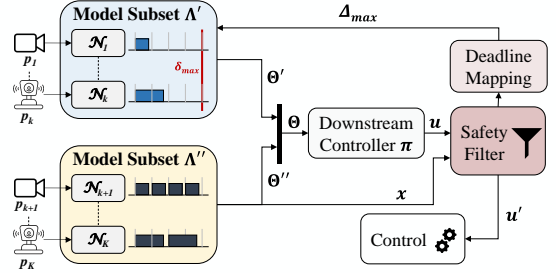 Model Subset Λ′
𝒩1
p1
δmax
𝒩k
pk
Δmax
Deadline
Mapping
Θ′
Θ
Θ′′
Downstream
Controller π
u
Safety
Filter
Model Subset Λ′′
𝒩k+1
pk+1
𝒩K
pK
x
u′
Control